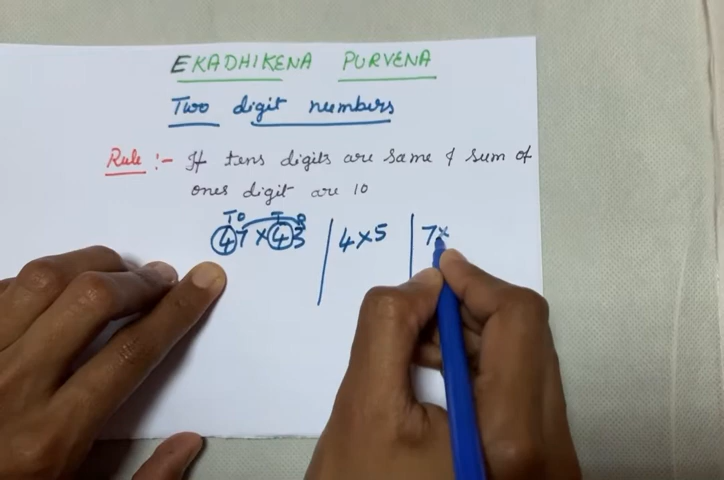 EKADHIKENA PURVENA
Two digit numbers
Rule :- If tens digits are same & sum of
ones digit are 10
T O T O
47 × 43 | 4×5 | 7×